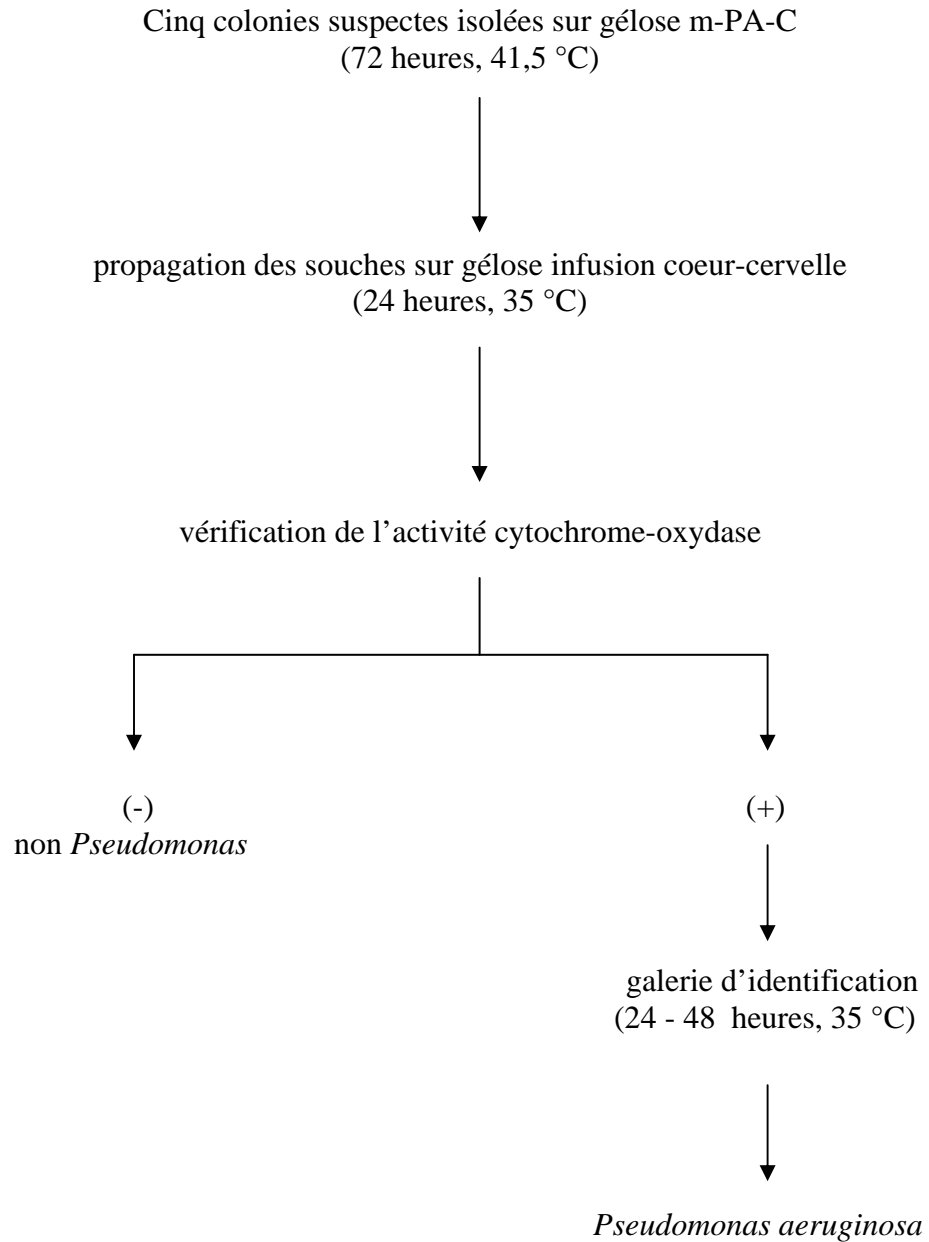 Cinq colonies suspectes isolées sur gélose m-PA-C
(72 heures, 41,5 °C)
propagation des souches sur gélose infusion coeur-cervelle
(24 heures, 35 °C)
vérification de l’activité cytochrome-oxydase
(-)
non Pseudomonas
(+)
galerie d’identification
(24 - 48 heures, 35 °C)
Pseudomonas aeruginosa